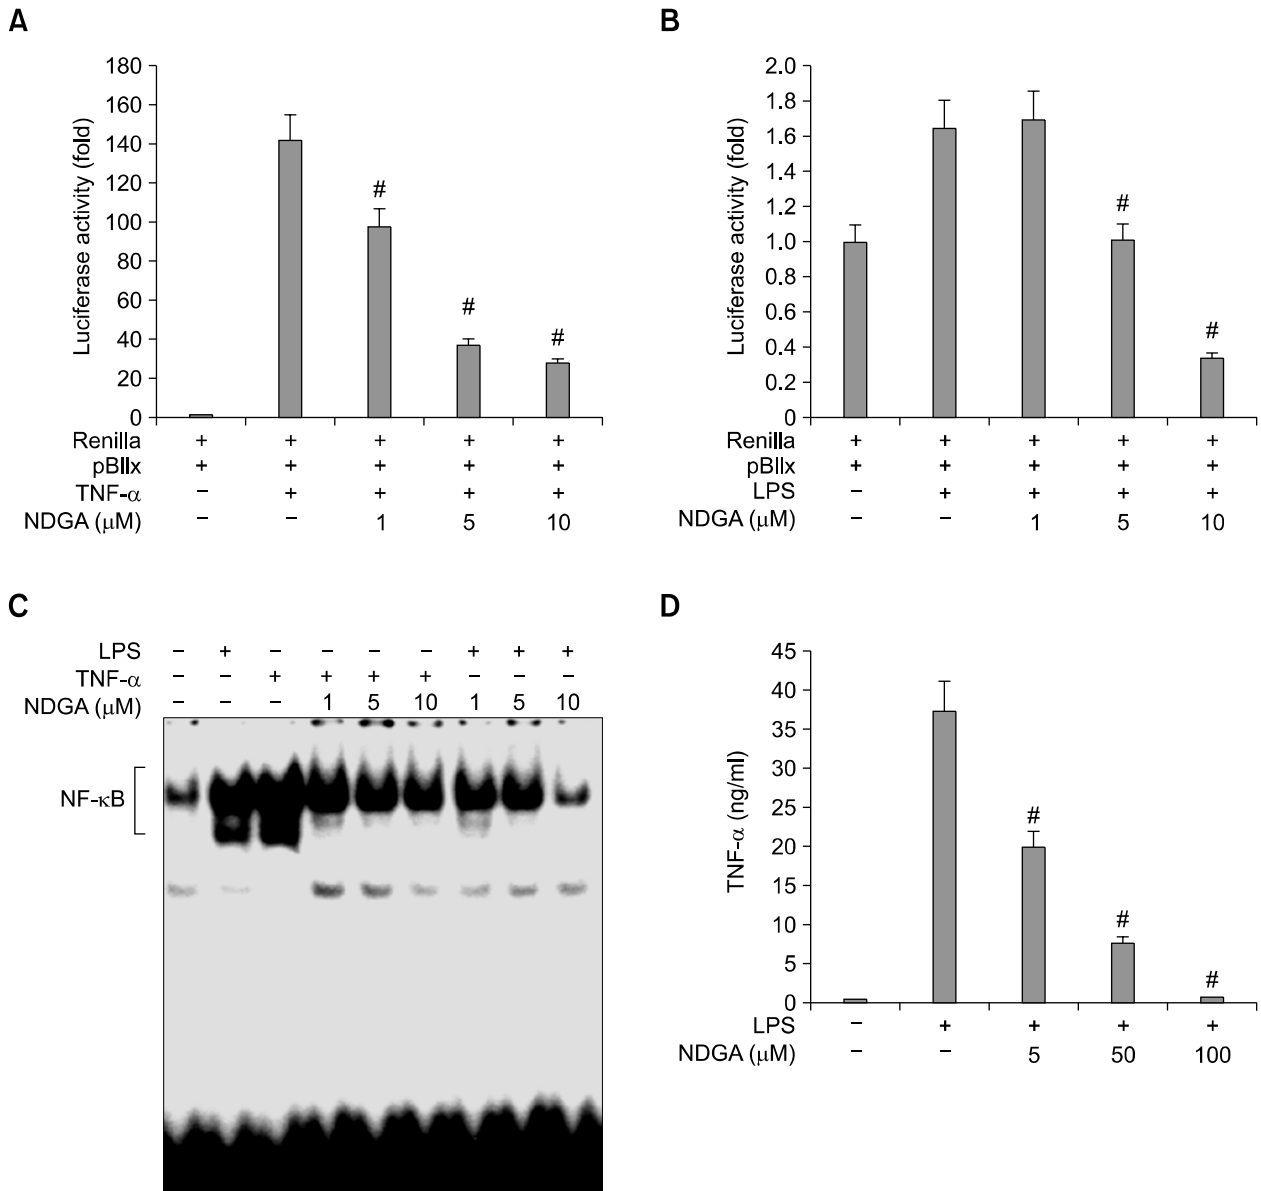 A
Luciferase activity (fold)
180
160
140
120
100
80
60
40
20
0
#
#
#
Renilla + + + + +
pBIIx + + + + +
TNF-α − + + + +
NDGA (μM) − − 1 5 10
B
Luciferase activity (fold)
2.0
1.8
1.6
1.4
1.2
1.0
0.8
0.6
0.4
0.2
0
#
#
Renilla + + + + +
pBIIx + + + + +
LPS − + + + +
NDGA (μM) − − 1 5 10
C
LPS − + − − − − + + +
TNF-α − − + + + + − − −
NDGA (μM) − − − 1 5 10 1 5 10
NF-κB
D
TNF-α (ng/ml)
45
40
35
30
25
20
15
10
5
0
#
#
#
LPS − + + + +
NDGA (μM) − − 5 50 100